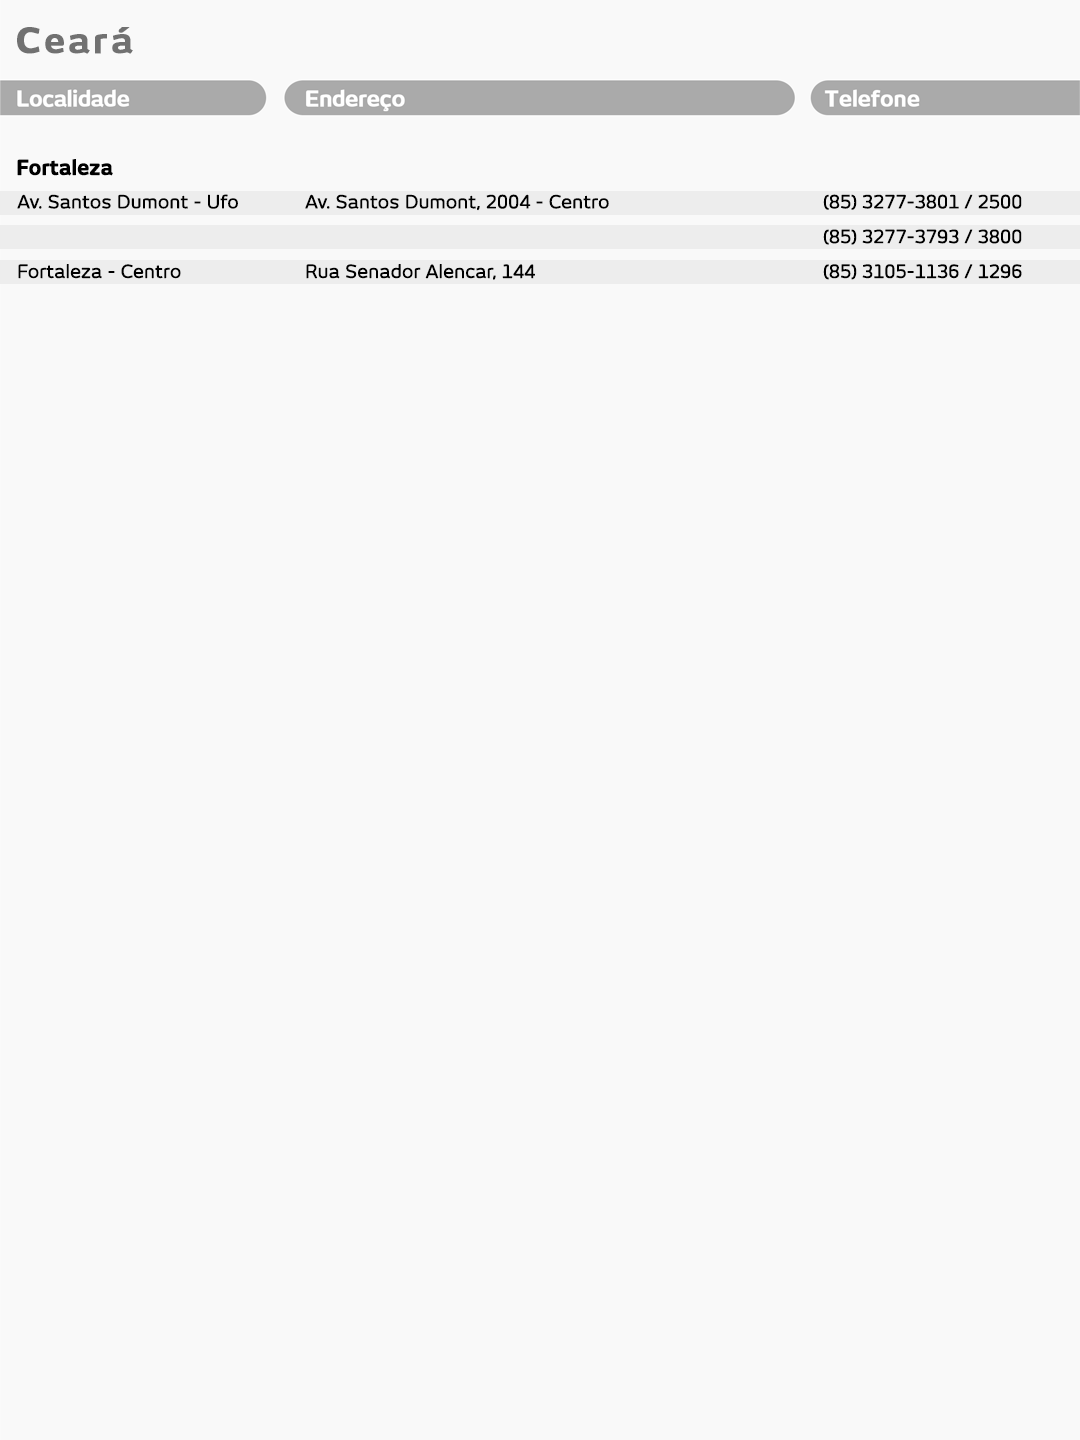 Ceará
Localidade Endereço Telefone
Fortaleza
Av. Santos Dumont - Ufo Av. Santos Dumont, 2004 - Centro (85) 3277-3801 / 2500
(85) 3277-3793 / 3800
Fortaleza - Centro Rua Senador Alencar, 144 (85) 3105-1136 / 1296